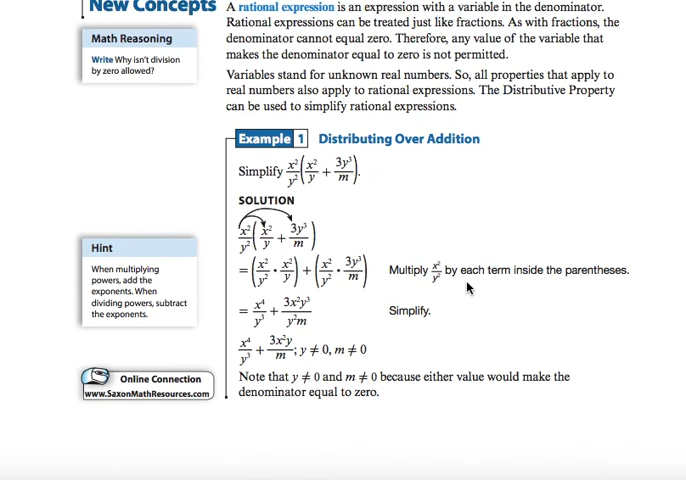 New Concepts
A rational expression is an expression with a variable in the denominator.
Rational expressions can be treated just like fractions. As with fractions, the
denominator cannot equal zero. Therefore, any value of the variable that
makes the denominator equal to zero is not permitted.
Math Reasoning
Write Why isn't division
by zero allowed?
Variables stand for unknown real numbers. So, all properties that apply to
real numbers also apply to rational expressions. The Distributive Property
can be used to simplify rational expressions.
Example 1 Distributing Over Addition
Simplify x²/y²(x²/y + 3y³/m).
SOLUTION
x²/y²(x²/y + 3y³/m)
= (x²/y² · x²/y) + (x²/y² · 3y³/m) Multiply x²/y² by each term inside the parentheses.
= x⁴/y³ + 3x²y³/y²m Simplify.
x⁴/y³ + 3x²y/m; y ≠ 0, m ≠ 0
Note that y ≠ 0 and m ≠ 0 because either value would make the
denominator equal to zero.
Hint
When multiplying
powers, add the
exponents. When
dividing powers, subtract
the exponents.
Online Connection
www.SaxonMathResources.com